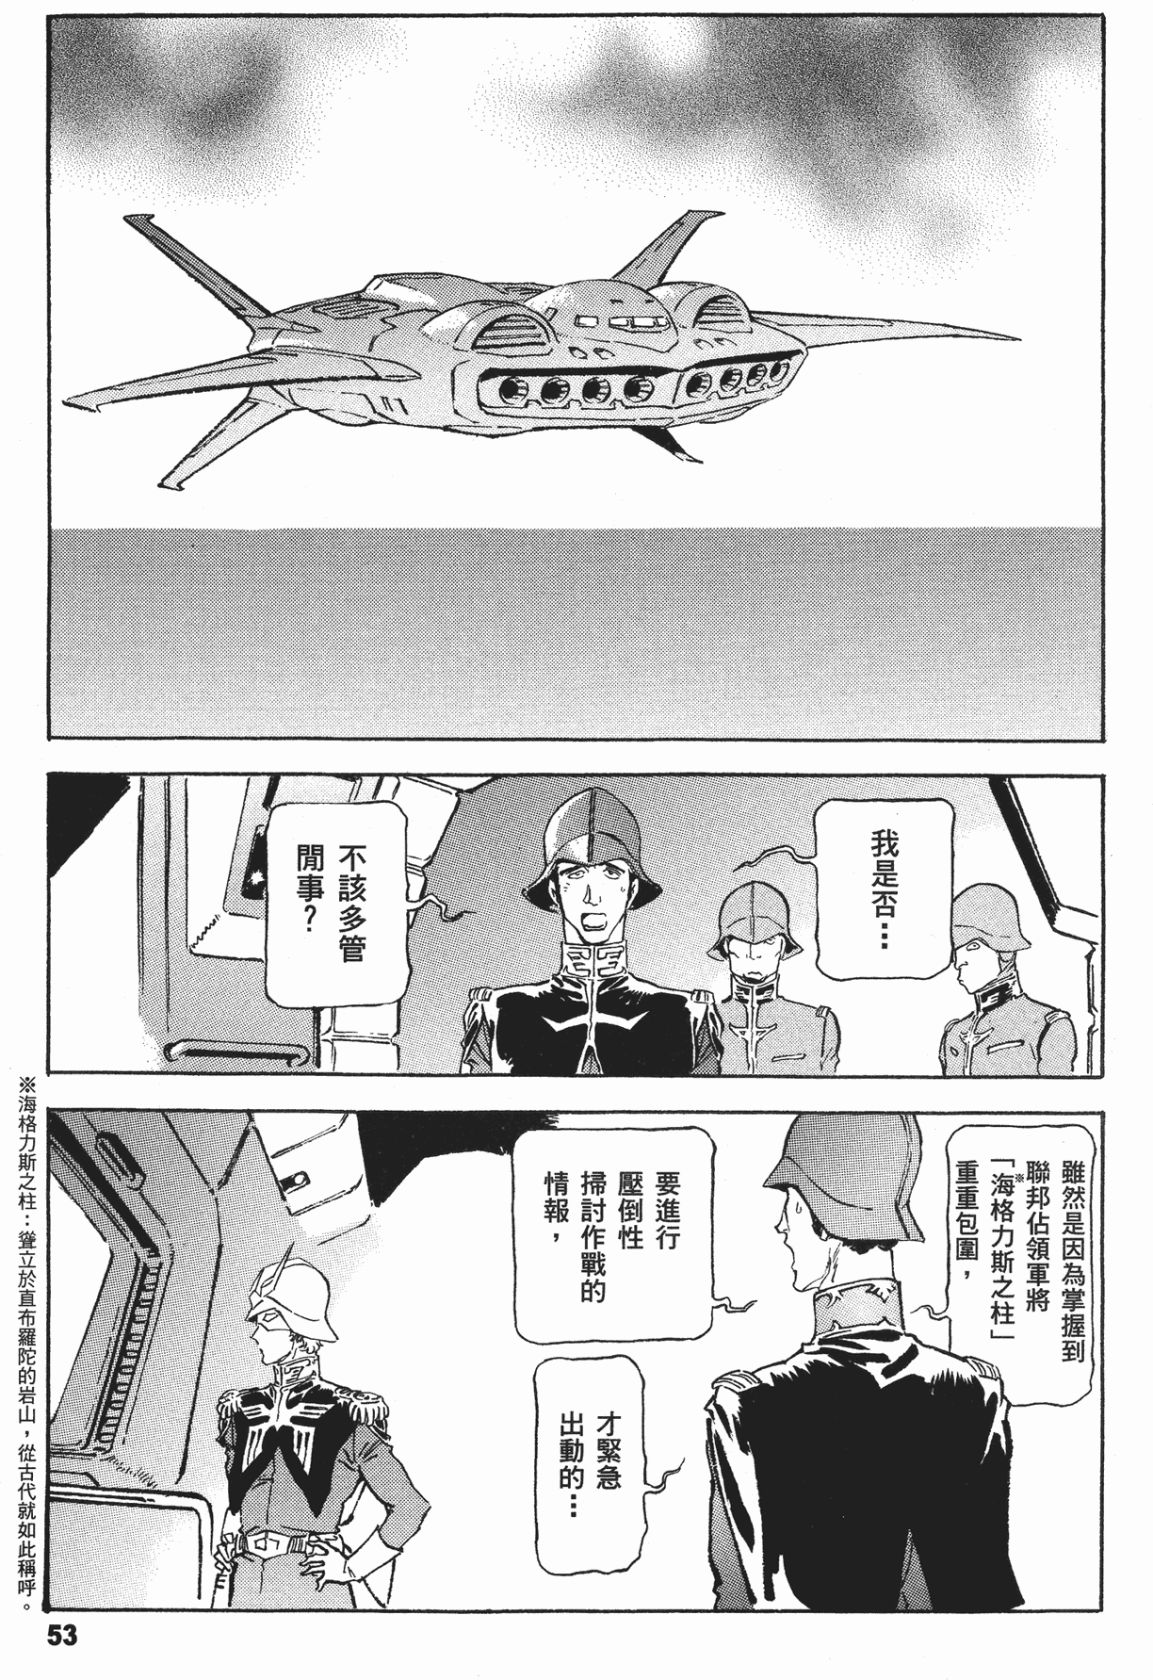 我是否…
不該多管
閒事？
雖然是因為掌握到
聯邦佔領軍將
「海格力斯之柱」
※
重重包圍，
要進行
壓倒性
掃討作戰的
情報，
才緊急
出動的…
※海格力斯之柱：聳立於直布羅陀的岩山，從古代就如此稱呼。
53